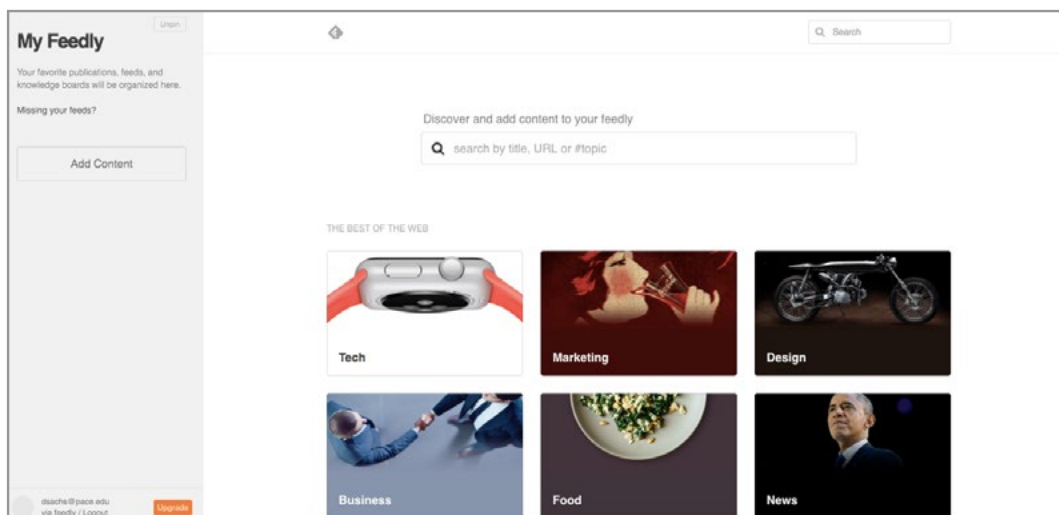 Unpin
My Feedly
Your favorite publications, feeds, and
knowledge boards will be organized here.
Missing your feeds?
Add Content
dsachs@pace.edu
via feedly / Logout
Upgrade
Search
Discover and add content to your feedly
search by title, URL or #topic
THE BEST OF THE WEB
Tech
Marketing
Design
Business
Food
News